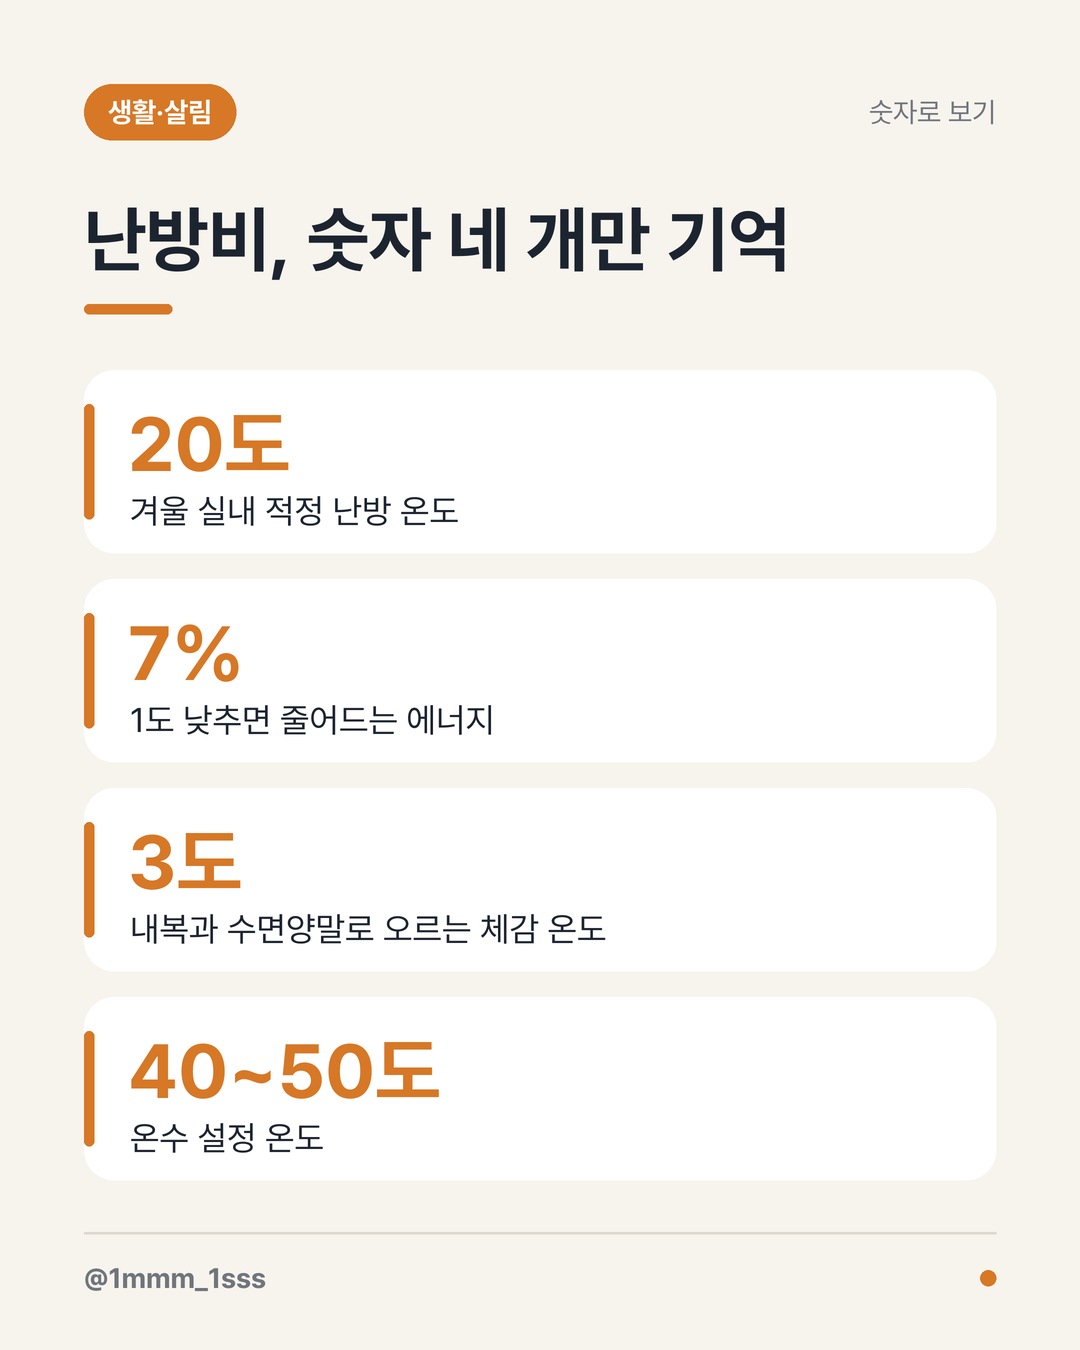 생활·살림
숫자로 보기
난방비, 숫자 네 개만 기억
20도
겨울 실내 적정 난방 온도
7%
1도 낮추면 줄어드는 에너지
3도
내복과 수면양말로 오르는 체감 온도
40~50도
온수 설정 온도
@1mmm_1sss